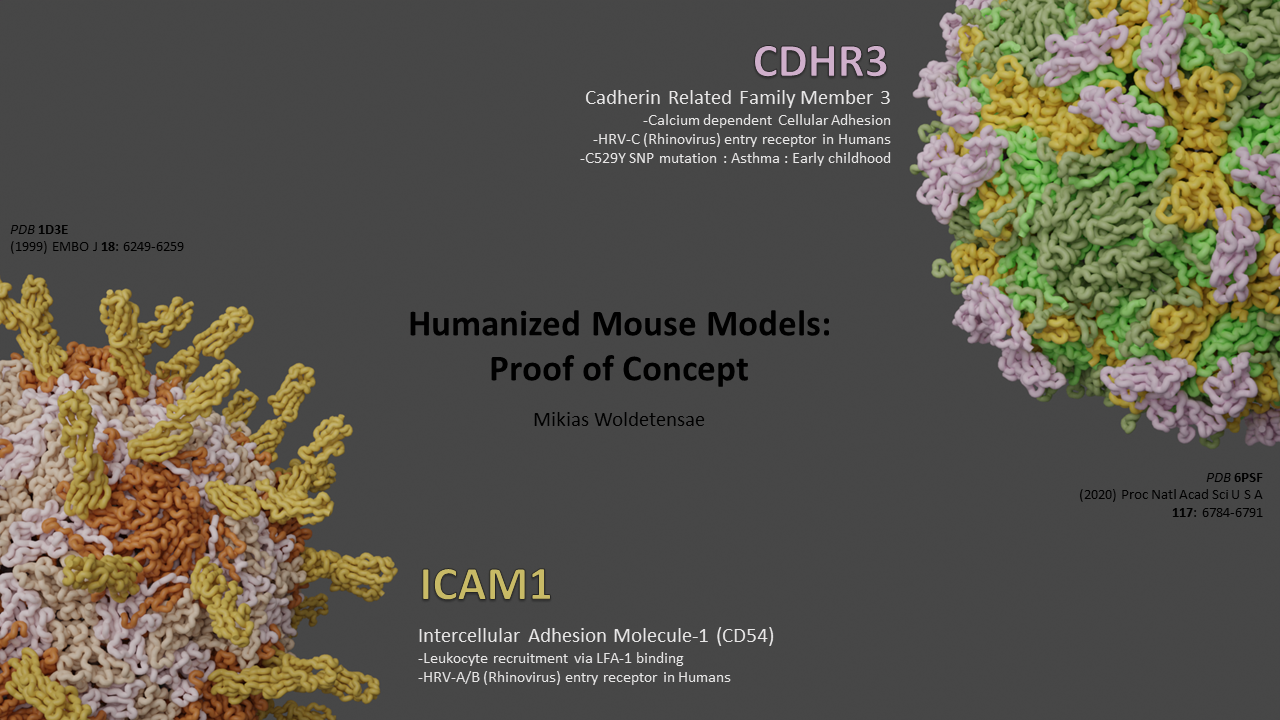 CDHR3
Cadherin Related Family Member 3
-Calcium dependent Cellular Adhesion
-HRV-C (Rhinovirus) entry receptor in Humans
-C529Y SNP mutation : Asthma : Early childhood
PDB 1D3E
(1999) EMBO J 18: 6249-6259
Humanized Mouse Models:
Proof of Concept
Mikias Woldetensae
PDB 6PSF
(2020) Proc Natl Acad Sci U S A
117: 6784-6791
ICAM1
Intercellular Adhesion Molecule-1 (CD54)
-Leukocyte recruitment via LFA-1 binding
-HRV-A/B (Rhinovirus) entry receptor in Humans